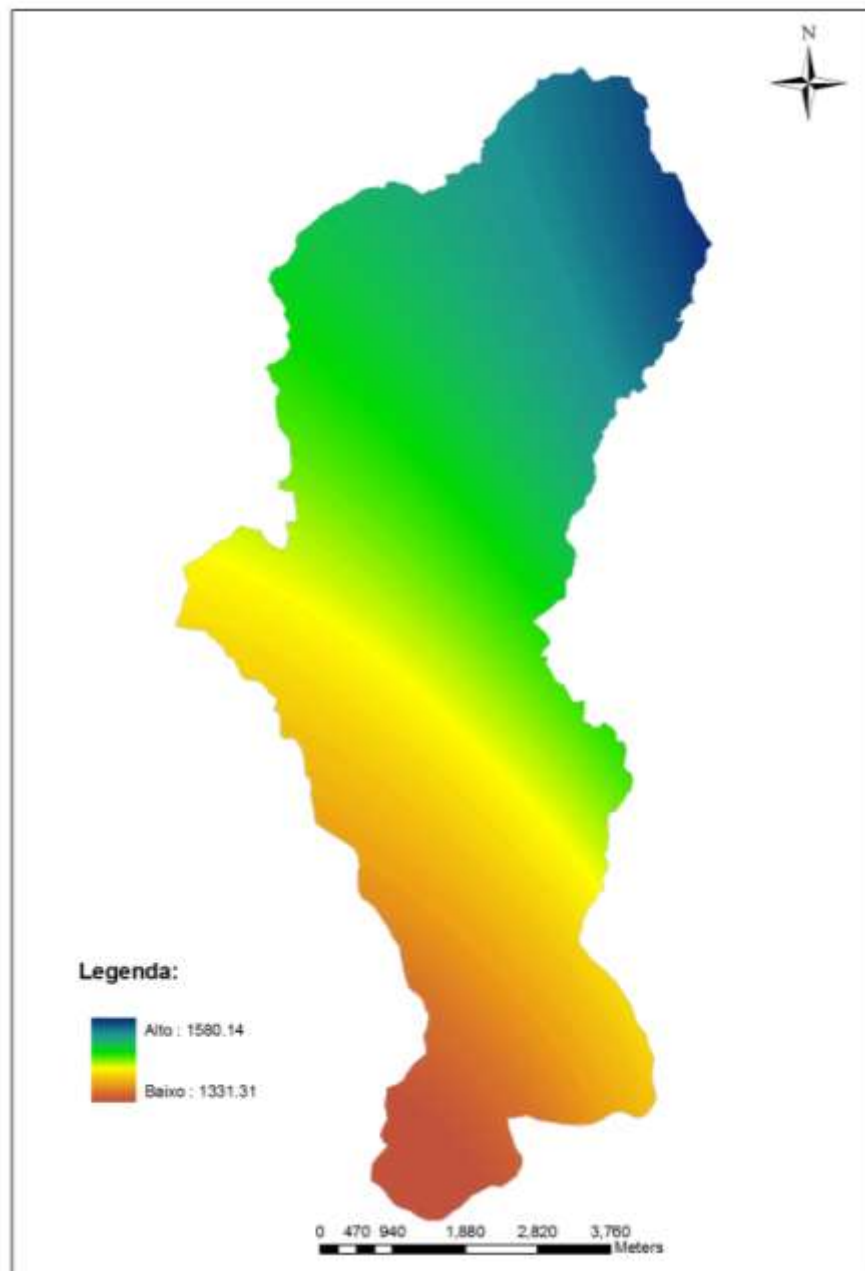 N
Legenda:
Alto : 1580.14
Baixo : 1331.31
0 470 940 1,880 2,820 3,760
Meters